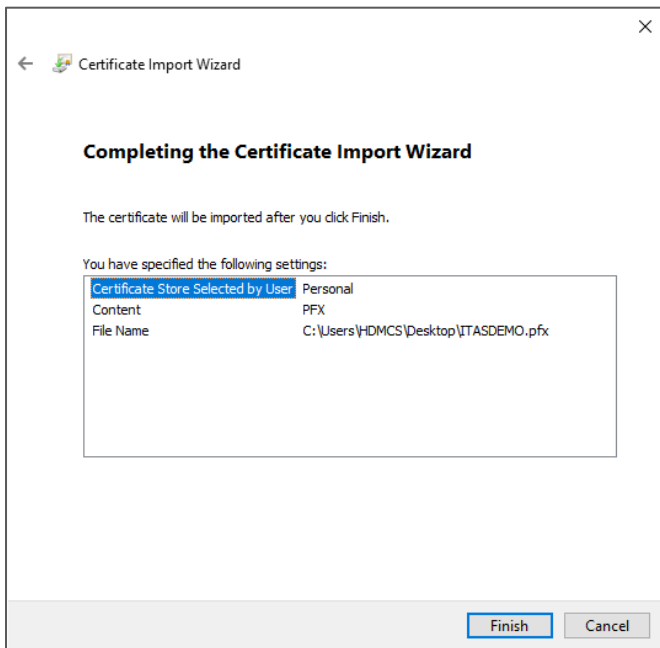 Certificate Import Wizard
Completing the Certificate Import Wizard
The certificate will be imported after you click Finish.
You have specified the following settings:
Certificate Store Selected by User Personal
Content PFX
File Name C:\Users\HDMCS\Desktop\ITASDEMO.pfx
Finish Cancel